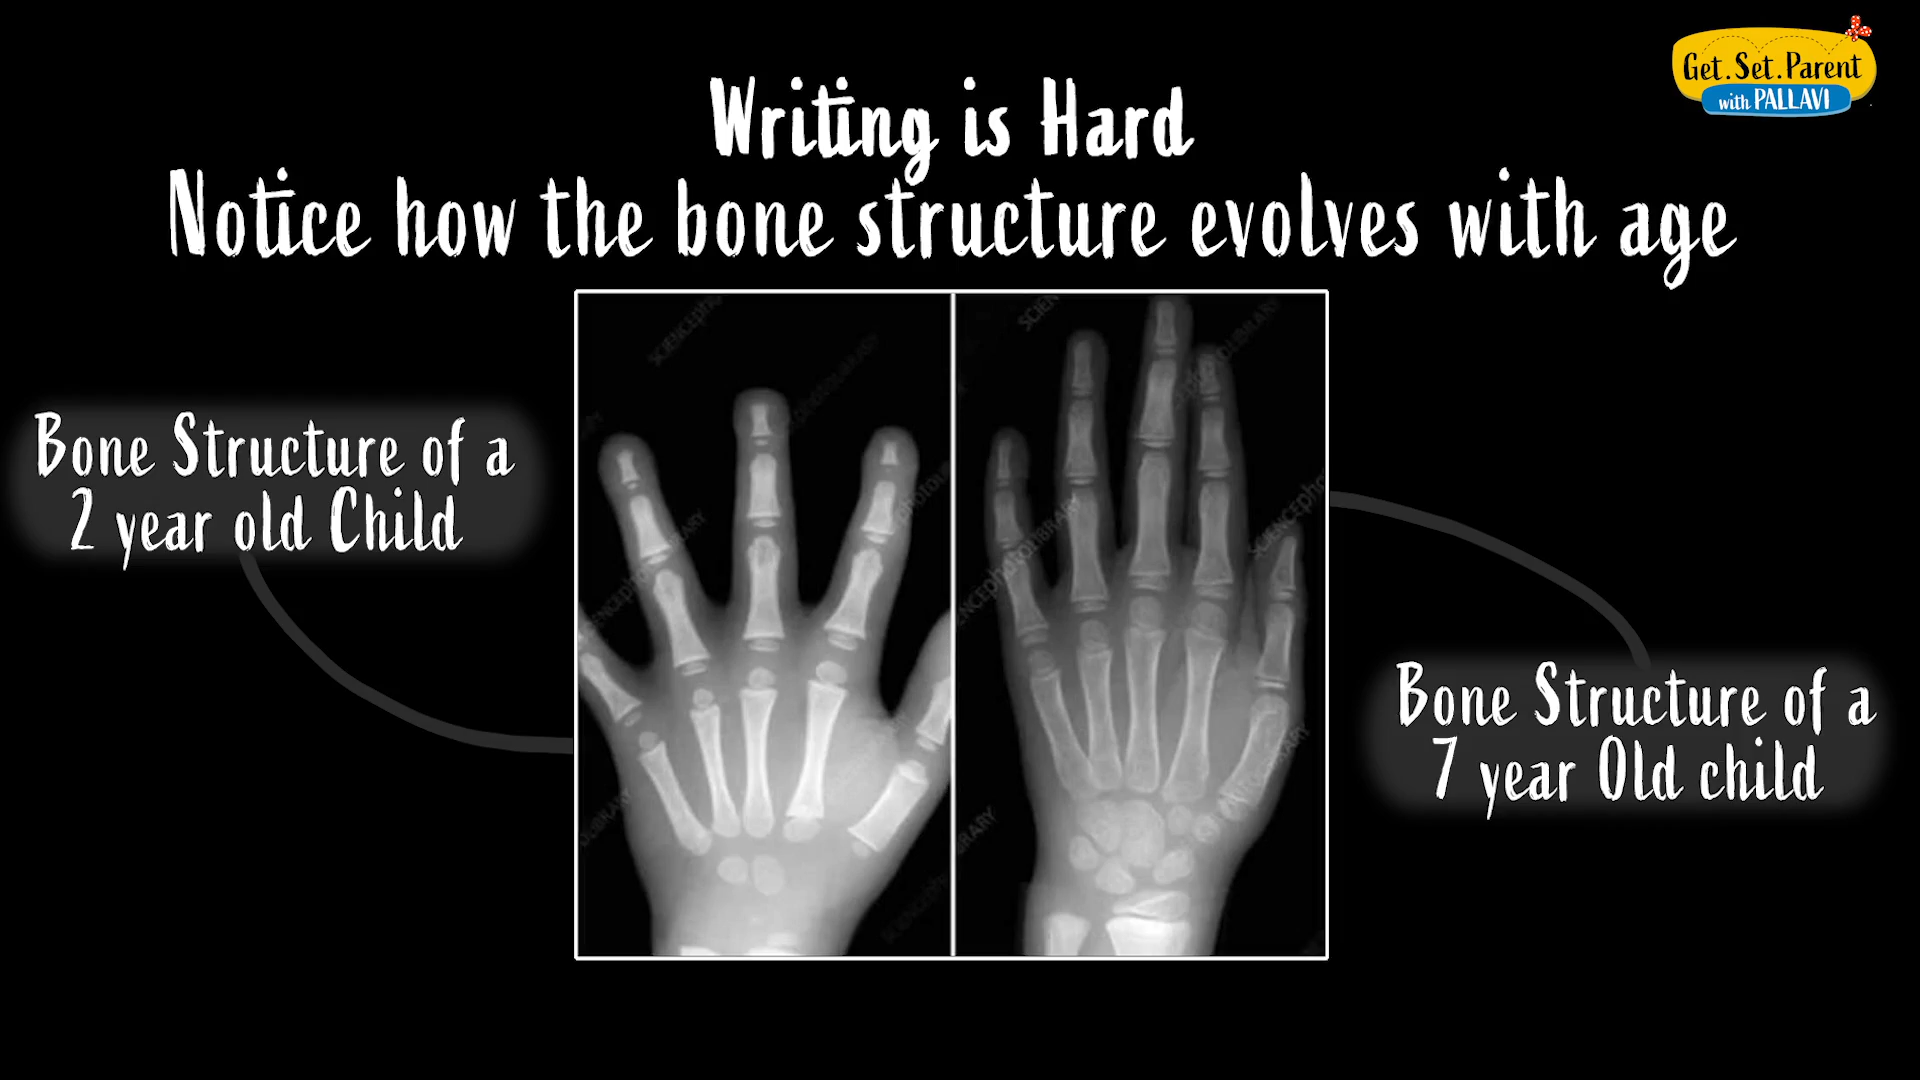 Get.Set.Parent
with PALLAVI
Writing is Hard
Notice how the bone structure evolves with age
Bone Structure of a
2 year old Child
Bone Structure of a
7 year Old child